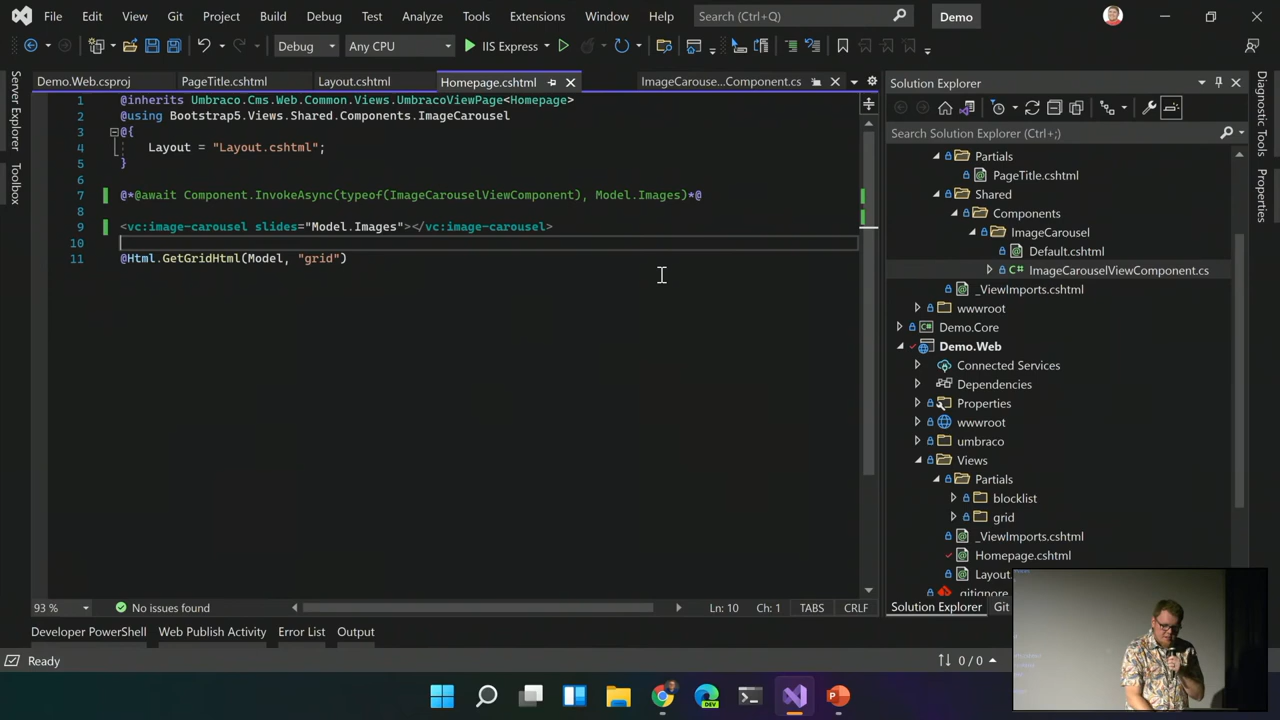 File Edit View Git Project Build Debug Test Analyze Tools Extensions Window Help Search (Ctrl+Q) Demo
Debug Any CPU IIS Express
Server Explorer
Toolbox
Demo.Web.csproj PageTitle.cshtml Layout.cshtml Homepage.cshtml ImageCarouse...Component.cs
1 @inherits Umbraco.Cms.Web.Common.Views.UmbracoViewPage<Homepage>
2 @using Bootstrap5.Views.Shared.Components.ImageCarousel
3 @{
4 Layout = "Layout.cshtml";
5 }
6
7 @*@await Component.InvokeAsync(typeof(ImageCarouselViewComponent), Model.Images)*@
8
9 <vc:image-carousel slides="Model.Images"></vc:image-carousel>
10
11 @Html.GetGridHtml(Model, "grid")
93 % No issues found Ln: 10 Ch: 1 TABS CRLF
Solution Explorer
Search Solution Explorer (Ctrl+;)
Partials
PageTitle.cshtml
Shared
Components
ImageCarousel
Default.cshtml
ImageCarouselViewComponent.cs
_ViewImports.cshtml
wwwroot
Demo.Core
Demo.Web
Connected Services
Dependencies
Properties
wwwroot
umbraco
Views
Partials
blocklist
grid
_ViewImports.cshtml
Homepage.cshtml
Layout.
.gitignore
Solution Explorer Git
Diagnostic Tools
Properties
Developer PowerShell Web Publish Activity Error List Output
Ready 0 / 0
DEV